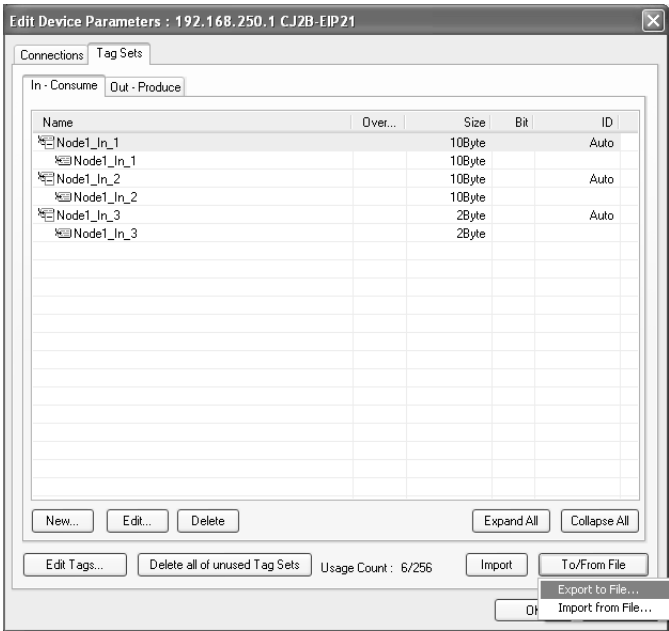 Edit Device Parameters : 192.168.250.1 CJ2B-EIP21
Connections Tag Sets
In - Consume Out - Produce
Name Over... Size Bit ID
Node1_In_1 10Byte Auto
Node1_In_1 10Byte
Node1_In_2 10Byte Auto
Node1_In_2 10Byte
Node1_In_3 2Byte Auto
Node1_In_3 2Byte
New... Edit... Delete Expand All Collapse All
Edit Tags... Delete all of unused Tag Sets Usage Count : 6/256 Import To/From File
Export to File...
Import from File...